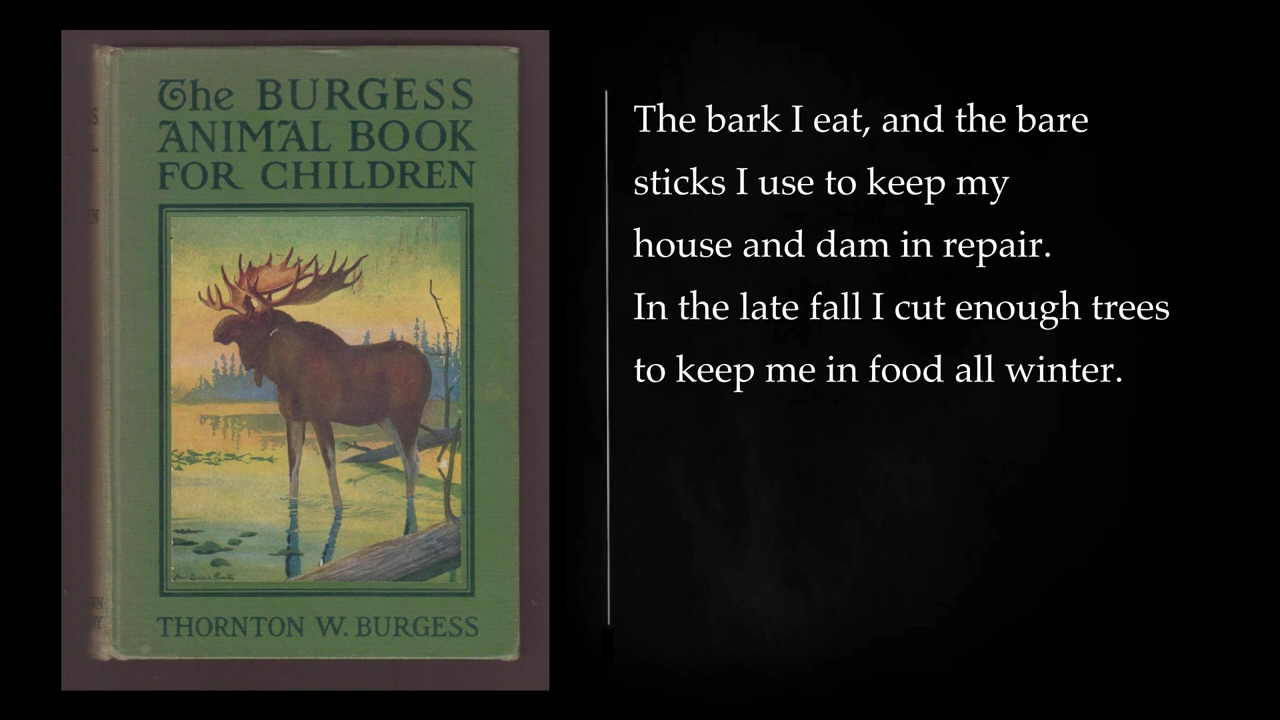 The BURGESS
ANIMAL BOOK
FOR CHILDREN
THORNTON W. BURGESS
The bark I eat, and the bare
sticks I use to keep my
house and dam in repair.
In the late fall I cut enough trees
to keep me in food all winter.